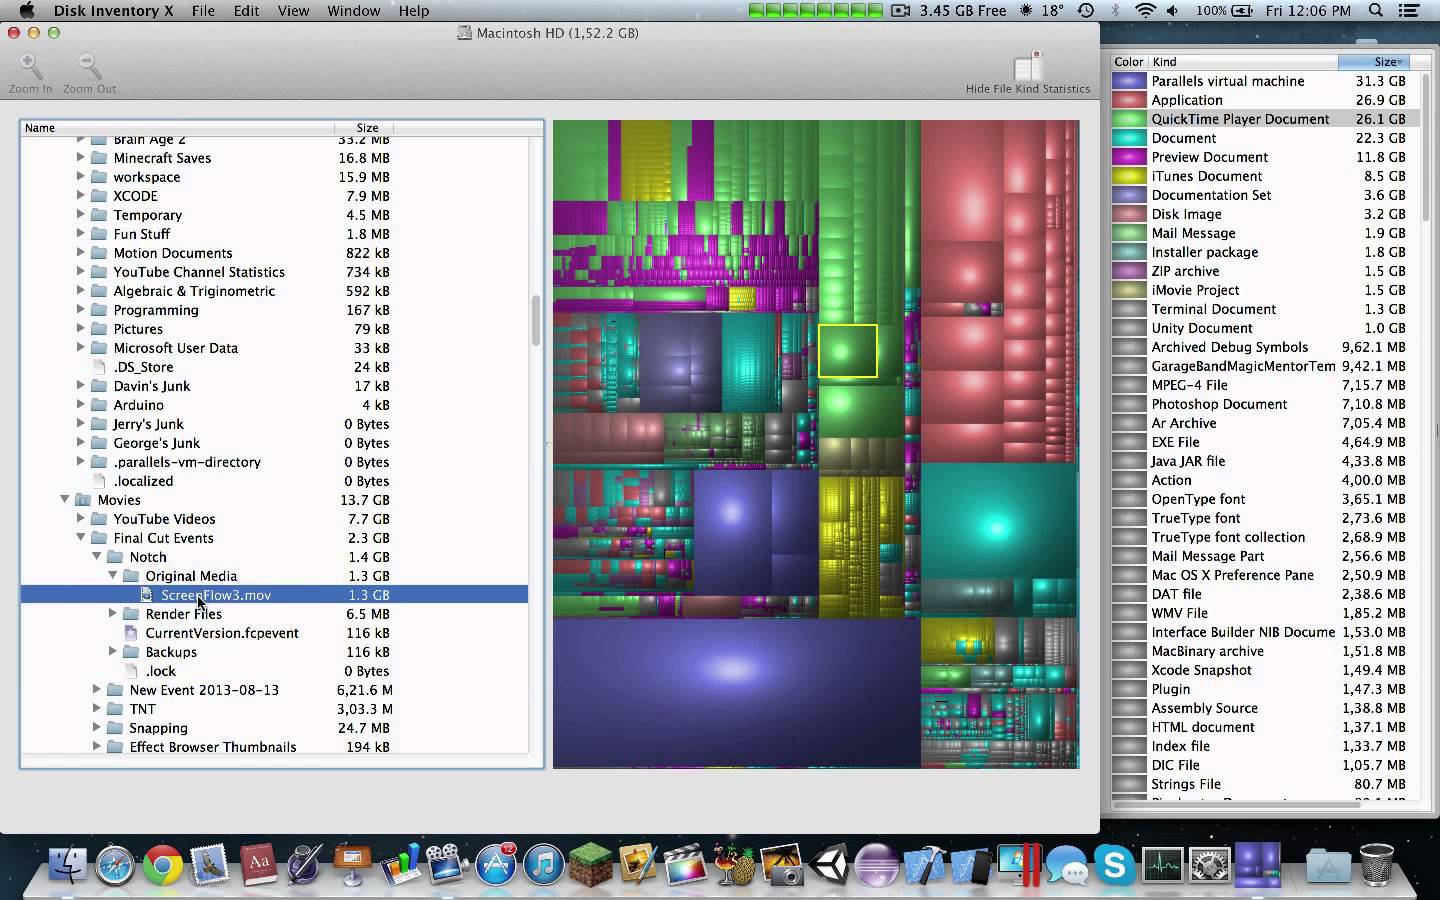 Disk Inventory X File Edit View Window Help 3.45 GB Free 18° 100% Fri 12:06 PM
Macintosh HD (1,52.2 GB)
Zoom In Zoom Out Hide File Kind Statistics
Name Size
Brain Age 2 33.2 MB
Minecraft Saves 16.8 MB
workspace 15.9 MB
XCODE 7.9 MB
Temporary 4.5 MB
Fun Stuff 1.8 MB
Motion Documents 822 kB
YouTube Channel Statistics 734 kB
Algebraic & Triginometric 592 kB
Programming 167 kB
Pictures 79 kB
Microsoft User Data 33 kB
.DS_Store 24 kB
Davin's Junk 17 kB
Arduino 4 kB
Jerry's Junk 0 Bytes
George's Junk 0 Bytes
.parallels-vm-directory 0 Bytes
.localized 0 Bytes
Movies 13.7 GB
YouTube Videos 7.7 GB
Final Cut Events 2.3 GB
Notch 1.4 GB
Original Media 1.3 GB
ScreenFlow3.mov 1.3 GB
Render Files 6.5 MB
CurrentVersion.fcpevent 116 kB
Backups 116 kB
.lock 0 Bytes
New Event 2013-08-13 6,21.6 M
TNT 3,03.3 M
Snapping 24.7 MB
Effect Browser Thumbnails 194 kB
Color Kind Size
Parallels virtual machine 31.3 GB
Application 26.9 GB
QuickTime Player Document 26.1 GB
Document 22.3 GB
Preview Document 11.8 GB
iTunes Document 8.5 GB
Documentation Set 3.6 GB
Disk Image 3.2 GB
Mail Message 1.9 GB
Installer package 1.8 GB
ZIP archive 1.5 GB
iMovie Project 1.5 GB
Terminal Document 1.3 GB
Unity Document 1.0 GB
Archived Debug Symbols 9,62.1 MB
GarageBandMagicMentorTem 9,42.1 MB
MPEG-4 File 7,15.7 MB
Photoshop Document 7,10.8 MB
Ar Archive 7,05.4 MB
EXE File 4,64.9 MB
Java JAR file 4,33.8 MB
Action 4,00.0 MB
OpenType font 3,65.1 MB
TrueType font 2,73.6 MB
TrueType font collection 2,68.9 MB
Mail Message Part 2,56.6 MB
Mac OS X Preference Pane 2,50.9 MB
DAT file 2,38.6 MB
WMV File 1,85.2 MB
Interface Builder NIB Docume 1,53.0 MB
MacBinary archive 1,51.8 MB
Xcode Snapshot 1,49.4 MB
Plugin 1,47.3 MB
Assembly Source 1,38.8 MB
HTML document 1,37.1 MB
Index file 1,33.7 MB
DIC File 1,05.7 MB
Strings File 80.7 MB
12
Aa